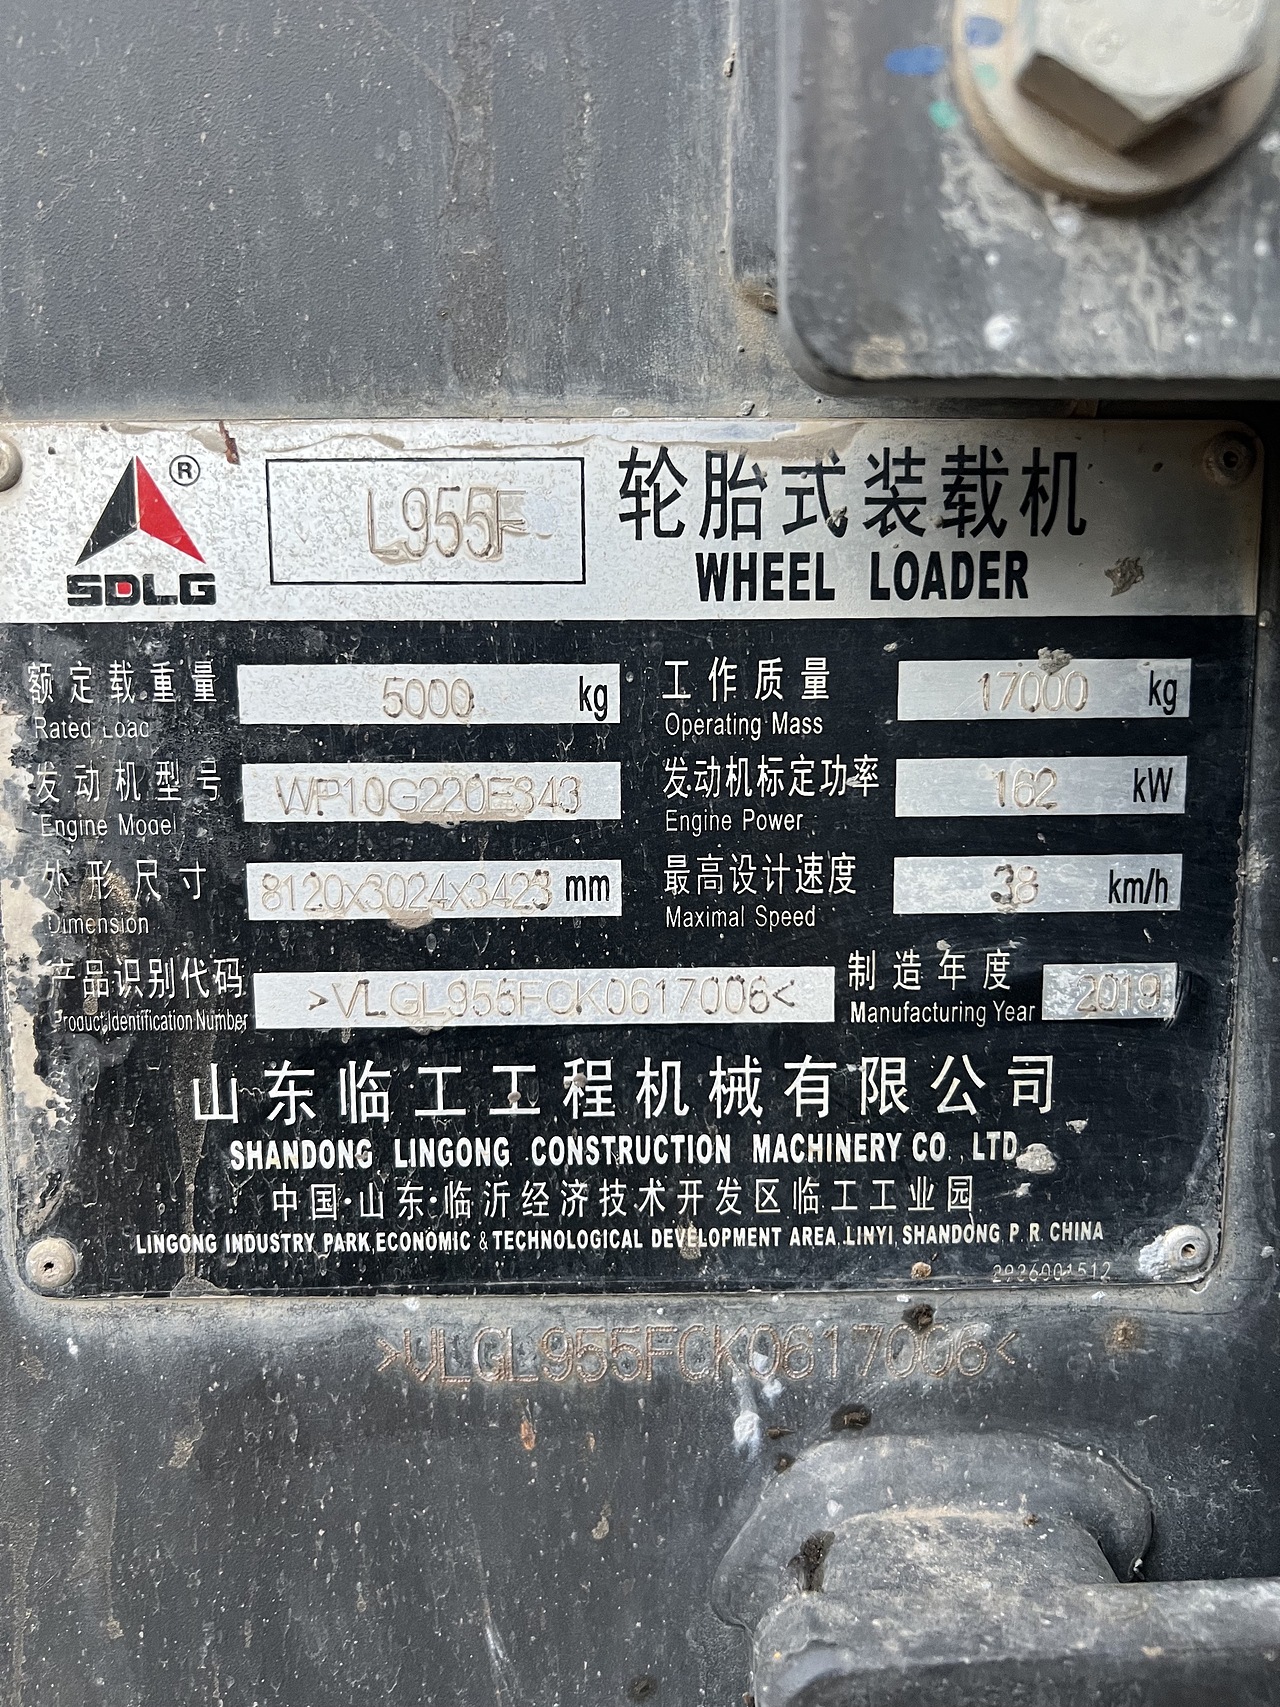 ®
SDLG
L955F
轮胎式装载机
WHEEL LOADER
额定载重量 5000 kg 工作质量 17000 kg
Rated Load Operating Mass
发动机型号 WP10G220E343 发动机标定功率 162 kW
Engine Model Engine Power
外形尺寸 8120x3024x3423 mm 最高设计速度 38 km/h
Dimension Maximal Speed
产品识别代码 >VLGL955FCK0617006< 制造年度 2019
Product Identification Number Manufacturing Year
山东临工工程机械有限公司
SHANDONG LINGONG CONSTRUCTION MACHINERY CO.,LTD.
中国·山东·临沂经济技术开发区临工工业园
LINGONG INDUSTRY PARK,ECONOMIC & TECHNOLOGICAL DEVELOPMENT AREA,LINYI,SHANDONG P.R.CHINA
2936001512
>VLGL955FCK0617006<